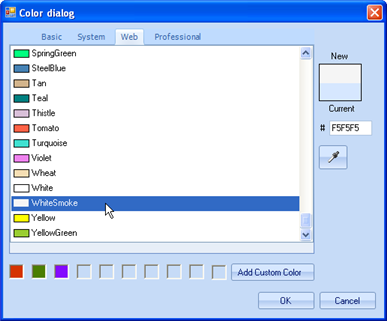 Color dialog
Basic System Web Professional
SpringGreen
SteelBlue
Tan
Teal
Thistle
Tomato
Turquoise
Violet
Wheat
White
WhiteSmoke
Yellow
YellowGreen
New
Current
# F5F5F5
Add Custom Color
OK Cancel